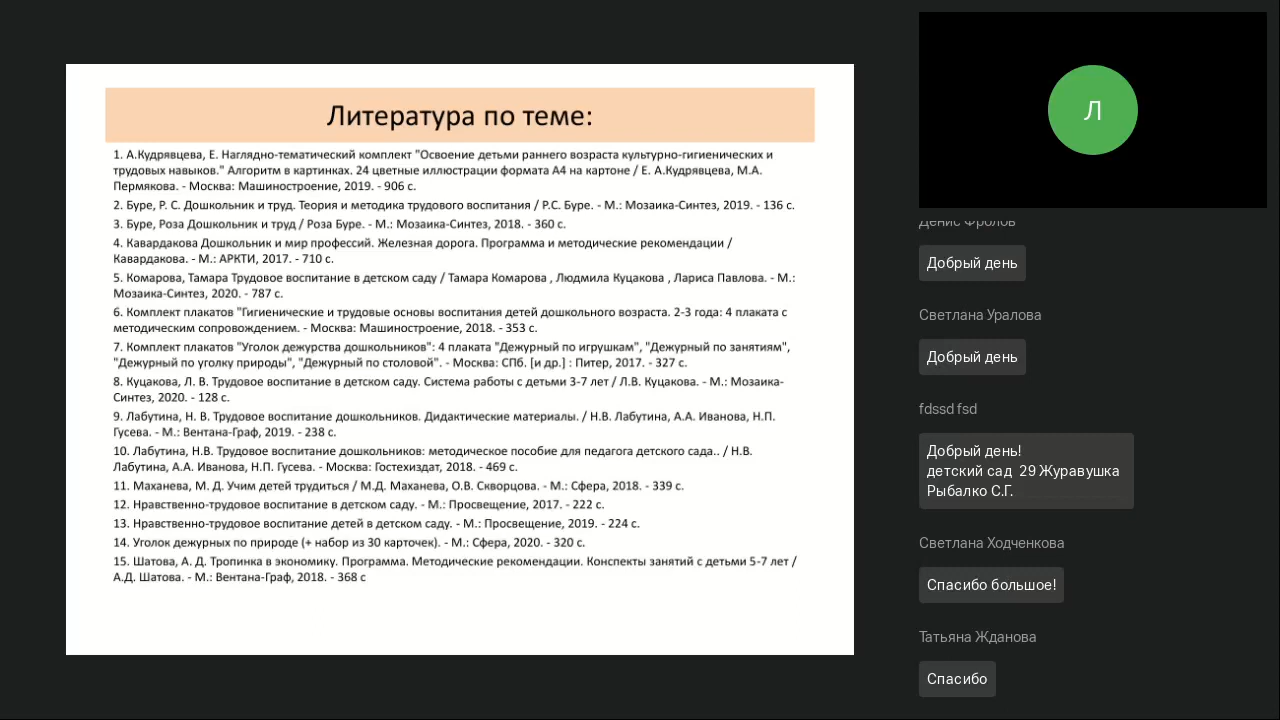 Литература по теме:
1. А.Кудрявцева, Е. Наглядно-тематический комплект "Освоение детьми раннего возраста культурно-гигиенических и
трудовых навыков." Алгоритм в картинках. 24 цветные иллюстрации формата А4 на картоне / Е. А.Кудрявцева, М.А.
Пермякова. - Москва: Машиностроение, 2019. - 906 с.
2. Буре, Р. С. Дошкольник и труд. Теория и методика трудового воспитания / Р.С. Буре. - М.: Мозаика-Синтез, 2019. - 136 с.
3. Буре, Роза Дошкольник и труд / Роза Буре. - М.: Мозаика-Синтез, 2018. - 360 с.
4. Кавардакова Дошкольник и мир профессий. Железная дорога. Программа и методические рекомендации /
Кавардакова. - М.: АРКТИ, 2017. - 710 с.
5. Комарова, Тамара Трудовое воспитание в детском саду / Тамара Комарова , Людмила Куцакова , Лариса Павлова. - М.:
Мозаика-Синтез, 2020. - 787 с.
6. Комплект плакатов "Гигиенические и трудовые основы воспитания детей дошкольного возраста. 2-3 года: 4 плаката с
методическим сопровождением. - Москва: Машиностроение, 2018. - 353 с.
7. Комплект плакатов "Уголок дежурства дошкольников": 4 плаката "Дежурный по игрушкам", "Дежурный по занятиям",
"Дежурный по уголку природы", "Дежурный по столовой". - Москва: СПб. [и др.] : Питер, 2017. - 327 с.
8. Куцакова, Л. В. Трудовое воспитание в детском саду. Система работы с детьми 3-7 лет / Л.В. Куцакова. - М.: Мозаика-
Синтез, 2020. - 128 с.
9. Лабутина, Н. В. Трудовое воспитание дошкольников. Дидактические материалы. / Н.В. Лабутина, А.А. Иванова, Н.П.
Гусева. - М.: Вентана-Граф, 2019. - 238 с.
10. Лабутина, Н.В. Трудовое воспитание дошкольников: методическое пособие для педагога детского сада.. / Н.В.
Лабутина, А.А. Иванова, Н.П. Гусева. - Москва: Гостехиздат, 2018. - 469 с.
11. Маханева, М. Д. Учим детей трудиться / М.Д. Маханева, О.В. Скворцова. - М.: Сфера, 2018. - 339 с.
12. Нравственно-трудовое воспитание в детском саду. - М.: Просвещение, 2017. - 222 с.
13. Нравственно-трудовое воспитание детей в детском саду. - М.: Просвещение, 2019. - 224 с.
14. Уголок дежурных по природе (+ набор из 30 карточек). - М.: Сфера, 2020. - 320 с.
15. Шатова, А. Д. Тропинка в экономику. Программа. Методические рекомендации. Конспекты занятий с детьми 5-7 лет /
А.Д. Шатова. - М.: Вентана-Граф, 2018. - 368 с
Л
Денис Фролов
Добрый день
Светлана Уралова
Добрый день
fdssd fsd
Добрый день!
детский сад 29 Журавушка
Рыбалко С.Г.
Светлана Ходченкова
Спасибо большое!
Татьяна Жданова
Спасибо